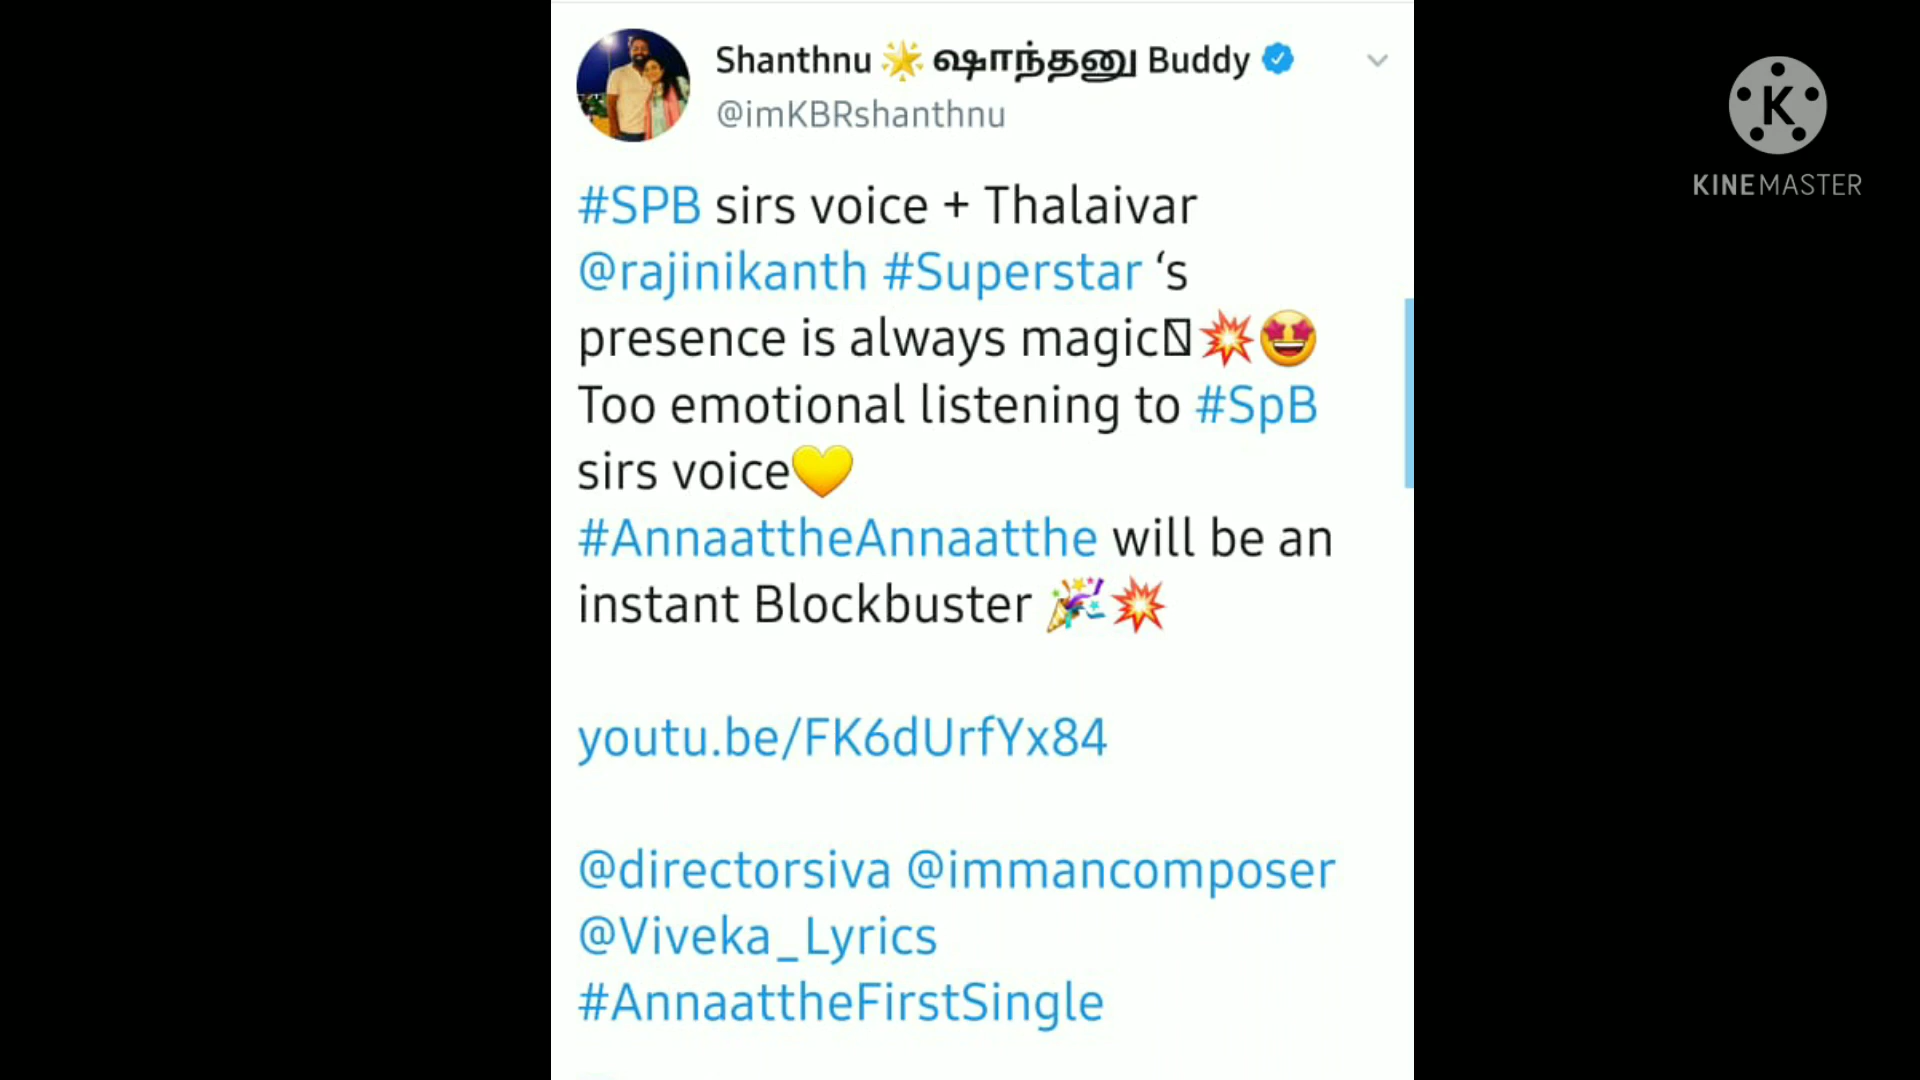 Shanthnu 🌟 ஷாந்தனு Buddy
@imKBRshanthnu
#SPB sirs voice + Thalaivar
@rajinikanth #Superstar ‘s
presence is always magic💥🤩
Too emotional listening to #SpB
sirs voice💛
#AnnaattheAnnaatthe will be an
instant Blockbuster 🎉💥
youtu.be/FK6dUrfYx84
@directorsiva @immancomposer
@Viveka_Lyrics
#AnnaattheFirstSingle
K
KINEMASTER